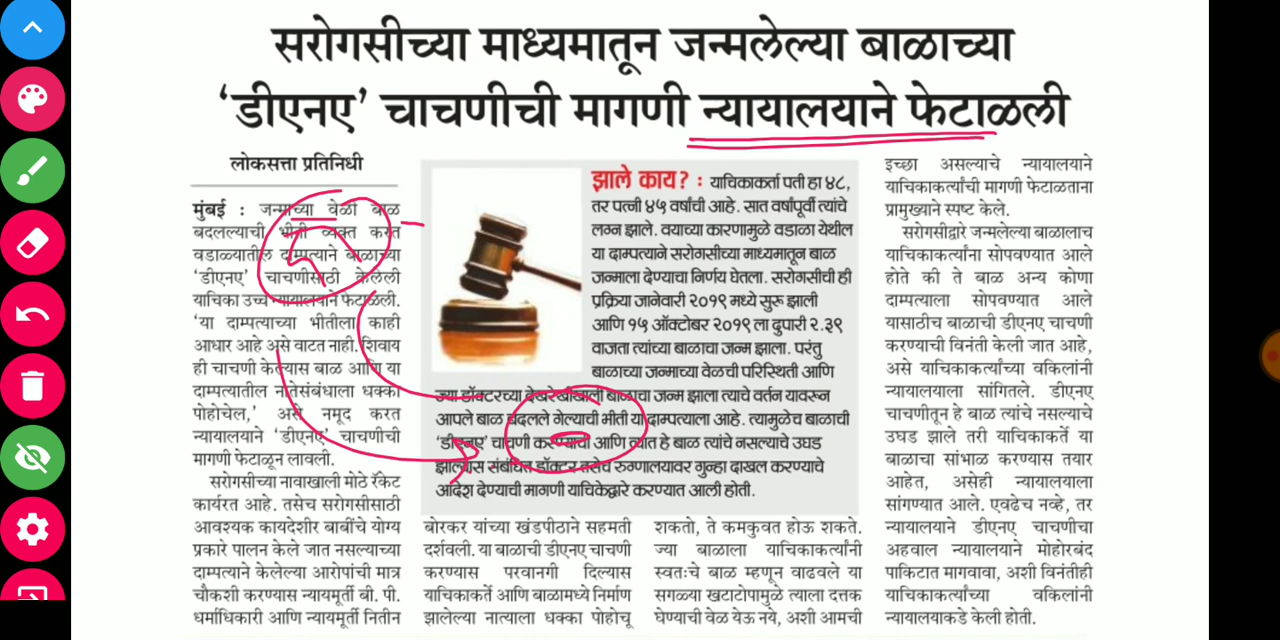 सरोगसीच्या माध्यमातून जन्मलेल्या बाळाच्या
‘डीएनए’ चाचणीची मागणी न्यायालयाने फेटाळली
लोकसत्ता प्रतिनिधी
मुंबई : जन्माच्या वेळी बाळ
बदलल्याची भीती व्यक्त करत
वडाळ्यातील दाम्पत्याने बाळाच्या
‘डीएनए’ चाचणीसाठी केलेली
याचिका उच्च न्यायालयाने फेटाळली.
‘या दाम्पत्याच्या भीतीला काही
आधार आहे असे वाटत नाही. शिवाय
ही चाचणी केल्यास बाळ आणि या
दाम्पत्यातील नातेसंबंधाला धक्का
पोहोचेल,’ असे नमूद करत
न्यायालयाने ‘डीएनए’ चाचणीची
मागणी फेटाळून लावली.
सरोगसीच्या नावाखाली मोठे रॅकेट
कार्यरत आहे. तसेच सरोगसीसाठी
आवश्यक कायदेशीर बाबींचे योग्य
प्रकारे पालन केले जात नसल्याच्या
दाम्पत्याने केलेल्या आरोपांची मात्र
चौकशी करण्यास न्यायमूर्ती बी. पी.
धर्माधिकारी आणि न्यायमूर्ती नितीन
झाले काय? : याचिकाकर्ता पती हा ४८,
तर पत्नी ४५ वर्षांची आहे. सात वर्षांपूर्वी त्यांचे
लग्न झाले. वयाच्या कारणामुळे वडाळा येथील
या दाम्पत्याने सरोगसीच्या माध्यमातून बाळ
जन्माला देण्याचा निर्णय घेतला. सरोगसीची ही
प्रक्रिया जानेवारी २०१९ मध्ये सुरू झाली
आणि १५ ऑक्टोबर २०१९ ला दुपारी २.३९
वाजता त्यांच्या बाळाचा जन्म झाला. परंतु
बाळाच्या जन्माच्या वेळची परिस्थिती आणि
ज्या डॉक्टरच्या देखरेखीखाली बाळाचा जन्म झाला त्याचे वर्तन यावरून
आपले बाळ बदलले गेल्याची भीती या दाम्पत्याला आहे. त्यामुळेच बाळाची
‘डीएनए’ चाचणी करण्याची आणि त्यात हे बाळ त्यांचे नसल्याचे उघड
झाल्यास संबंधित डॉक्टर तसेच रुग्णालयावर गुन्हा दाखल करण्याचे
आदेश देण्याची मागणी याचिकेद्वारे करण्यात आली होती.
बोरकर यांच्या खंडपीठाने सहमती
दर्शवली. या बाळाची डीएनए चाचणी
करण्यास परवानगी दिल्यास
याचिकाकर्ते आणि बाळामध्ये निर्माण
झालेल्या नात्याला धक्का पोहोचू
शकतो, ते कमकुवत होऊ शकते.
ज्या बाळाला याचिकाकर्त्यांनी
स्वतःचे बाळ म्हणून वाढवले या
सगळ्या खटाटोपामुळे त्याला दत्तक
घेण्याची वेळ येऊ नये, अशी आमची
इच्छा असल्याचे न्यायालयाने
याचिकाकर्त्यांची मागणी फेटाळताना
प्रामुख्याने स्पष्ट केले.
सरोगसीद्वारे जन्मलेल्या बाळालाच
याचिकाकर्त्यांना सोपवण्यात आले
होते की ते बाळ अन्य कोणा
दाम्पत्याला सोपवण्यात आले
यासाठीच बाळाची डीएनए चाचणी
करण्याची विनंती केली जात आहे,
असे याचिकाकर्त्यांच्या वकिलांनी
न्यायालयाला सांगितले. डीएनए
चाचणीतून हे बाळ त्यांचे नसल्याचे
उघड झाले तरी याचिकाकर्ते या
बाळाचा सांभाळ करण्यास तयार
आहेत, असेही न्यायालयाला
सांगण्यात आले. एवढेच नव्हे, तर
न्यायालयाने डीएनए चाचणीचा
अहवाल न्यायालयाने मोहोरबंद
पाकिटात मागवावा, अशी विनंतीही
याचिकाकर्त्यांच्या वकिलांनी
न्यायालयाकडे केली होती.